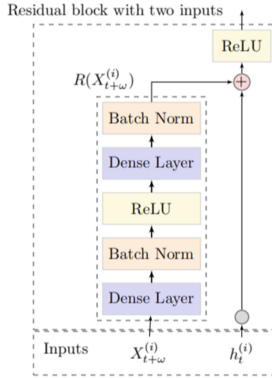 Residual block with two inputs
ReLU
R(X_{t+ω}^{(i)})
+
Batch Norm
Dense Layer
ReLU
Batch Norm
Dense Layer
Inputs X_{t+ω}^{(i)} h_t^{(i)}